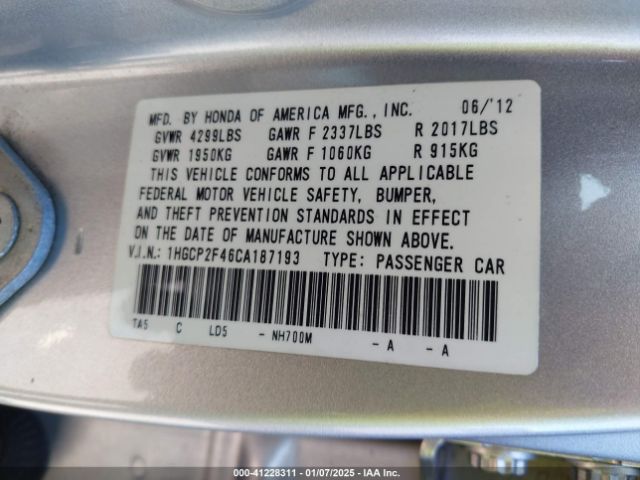 MFD. BY HONDA OF AMERICA MFG., INC. 06/'12
GVWR 4299LBS GAWR F 2337LBS R 2017LBS
GVWR 1950KG GAWR F 1060KG R 915KG
THIS VEHICLE CONFORMS TO ALL APPLICABLE
FEDERAL MOTOR VEHICLE SAFETY, BUMPER,
AND THEFT PREVENTION STANDARDS IN EFFECT
ON THE DATE OF MANUFACTURE SHOWN ABOVE.
V.I.N.: 1HGCP2F46CA187193 TYPE: PASSENGER CAR
TA5 C LD5 - NH700M - A - A
000-41228311 - 01/07/2025 - IAA Inc.